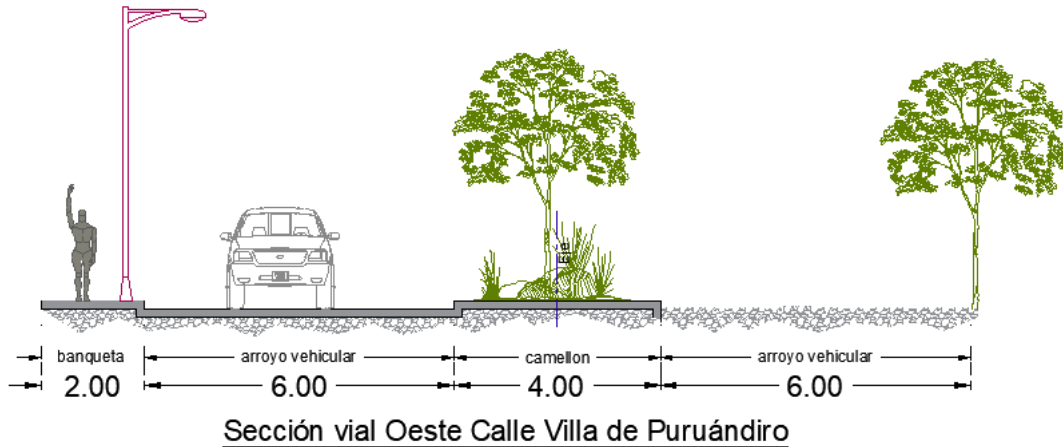 Eje
banqueta arroyo vehicular camellon arroyo vehicular
2.00 6.00 4.00 6.00
Sección vial Oeste Calle Villa de Puruándiro